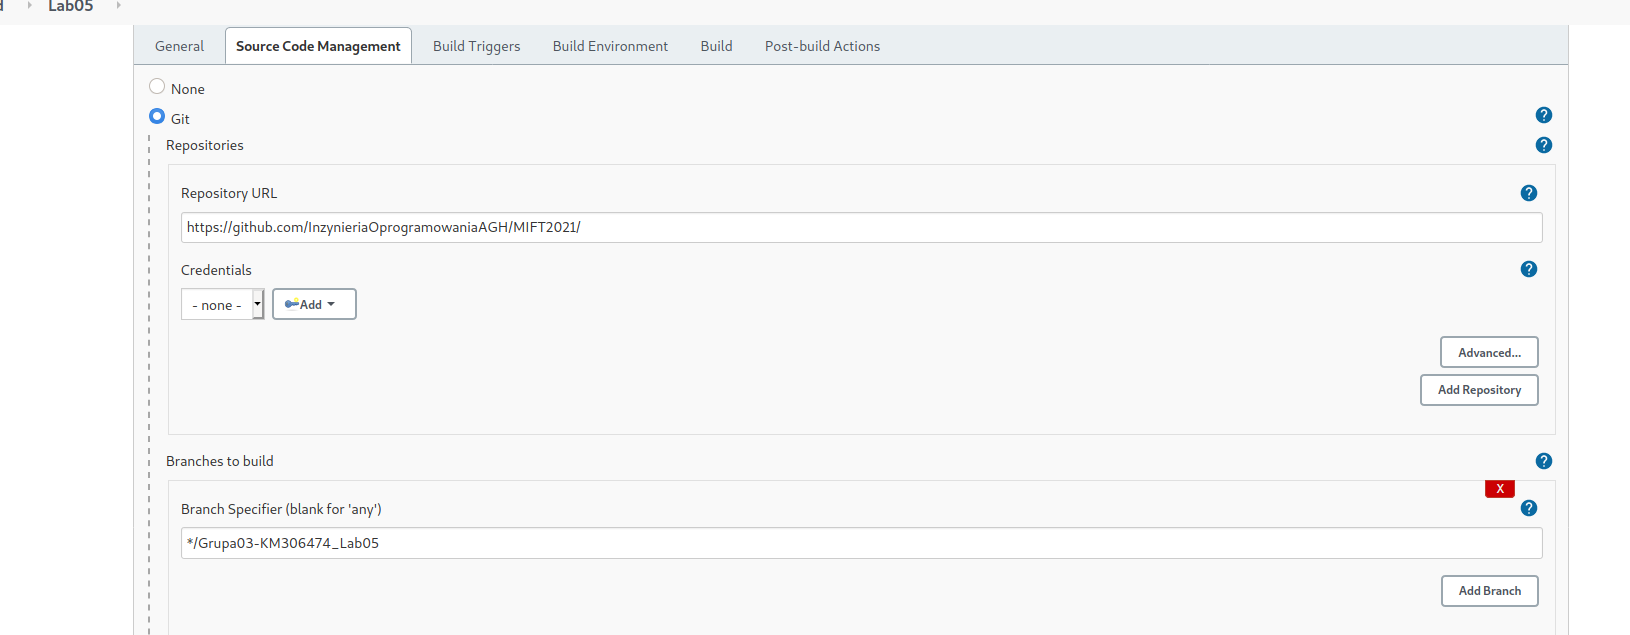 Lab05
General Source Code Management Build Triggers Build Environment Build Post-build Actions
None
Git
?
Repositories
?
Repository URL
?
https://github.com/InzynieriaOprogramowaniaAGH/MIFT2021/
Credentials
?
- none -
Add
Advanced...
Add Repository
Branches to build
?
X
Branch Specifier (blank for 'any')
?
*/Grupa03-KM306474_Lab05
Add Branch